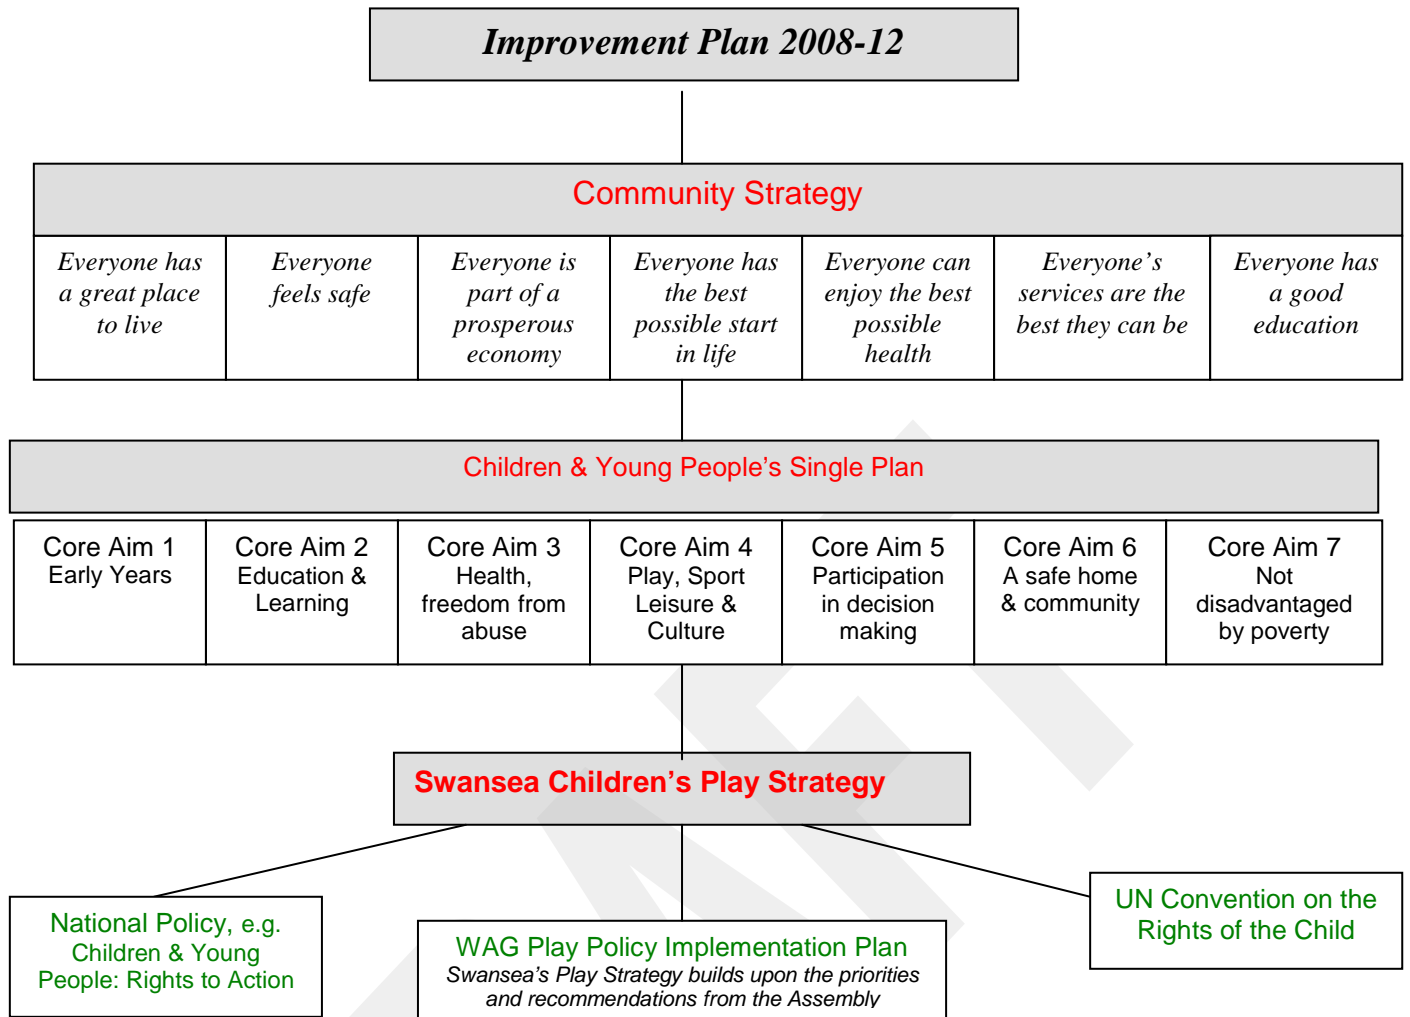 Improvement Plan 2008-12
Community Strategy
Everyone has
a great place
to live
Everyone
feels safe
Everyone is
part of a
prosperous
economy
Everyone has
the best
possible start
in life
Everyone can
enjoy the best
possible
health
Everyone's
services are the
best they can be
Everyone has
a good
education
Children & Young People's Single Plan
Core Aim 1
Early Years
Core Aim 2
Education &
Learning
Core Aim 3
Health,
freedom from
abuse
Core Aim 4
Play, Sport
Leisure &
Culture
Core Aim 5
Participation
in decision
making
Core Aim 6
A safe home
& community
Core Aim 7
Not
disadvantaged
by poverty
Swansea Children's Play Strategy
National Policy, e.g.
Children & Young
People: Rights to Action
WAG Play Policy Implementation Plan
Swansea's Play Strategy builds upon the priorities
and recommendations from the Assembly
UN Convention on the
Rights of the Child